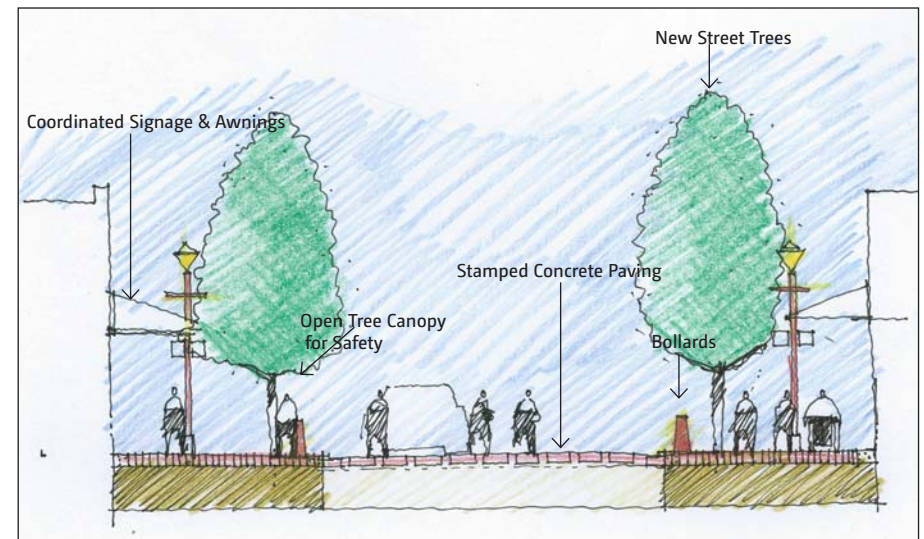 New Street Trees
Coordinated Signage & Awnings
Stamped Concrete Paving
Open Tree Canopy
for Safety
Bollards